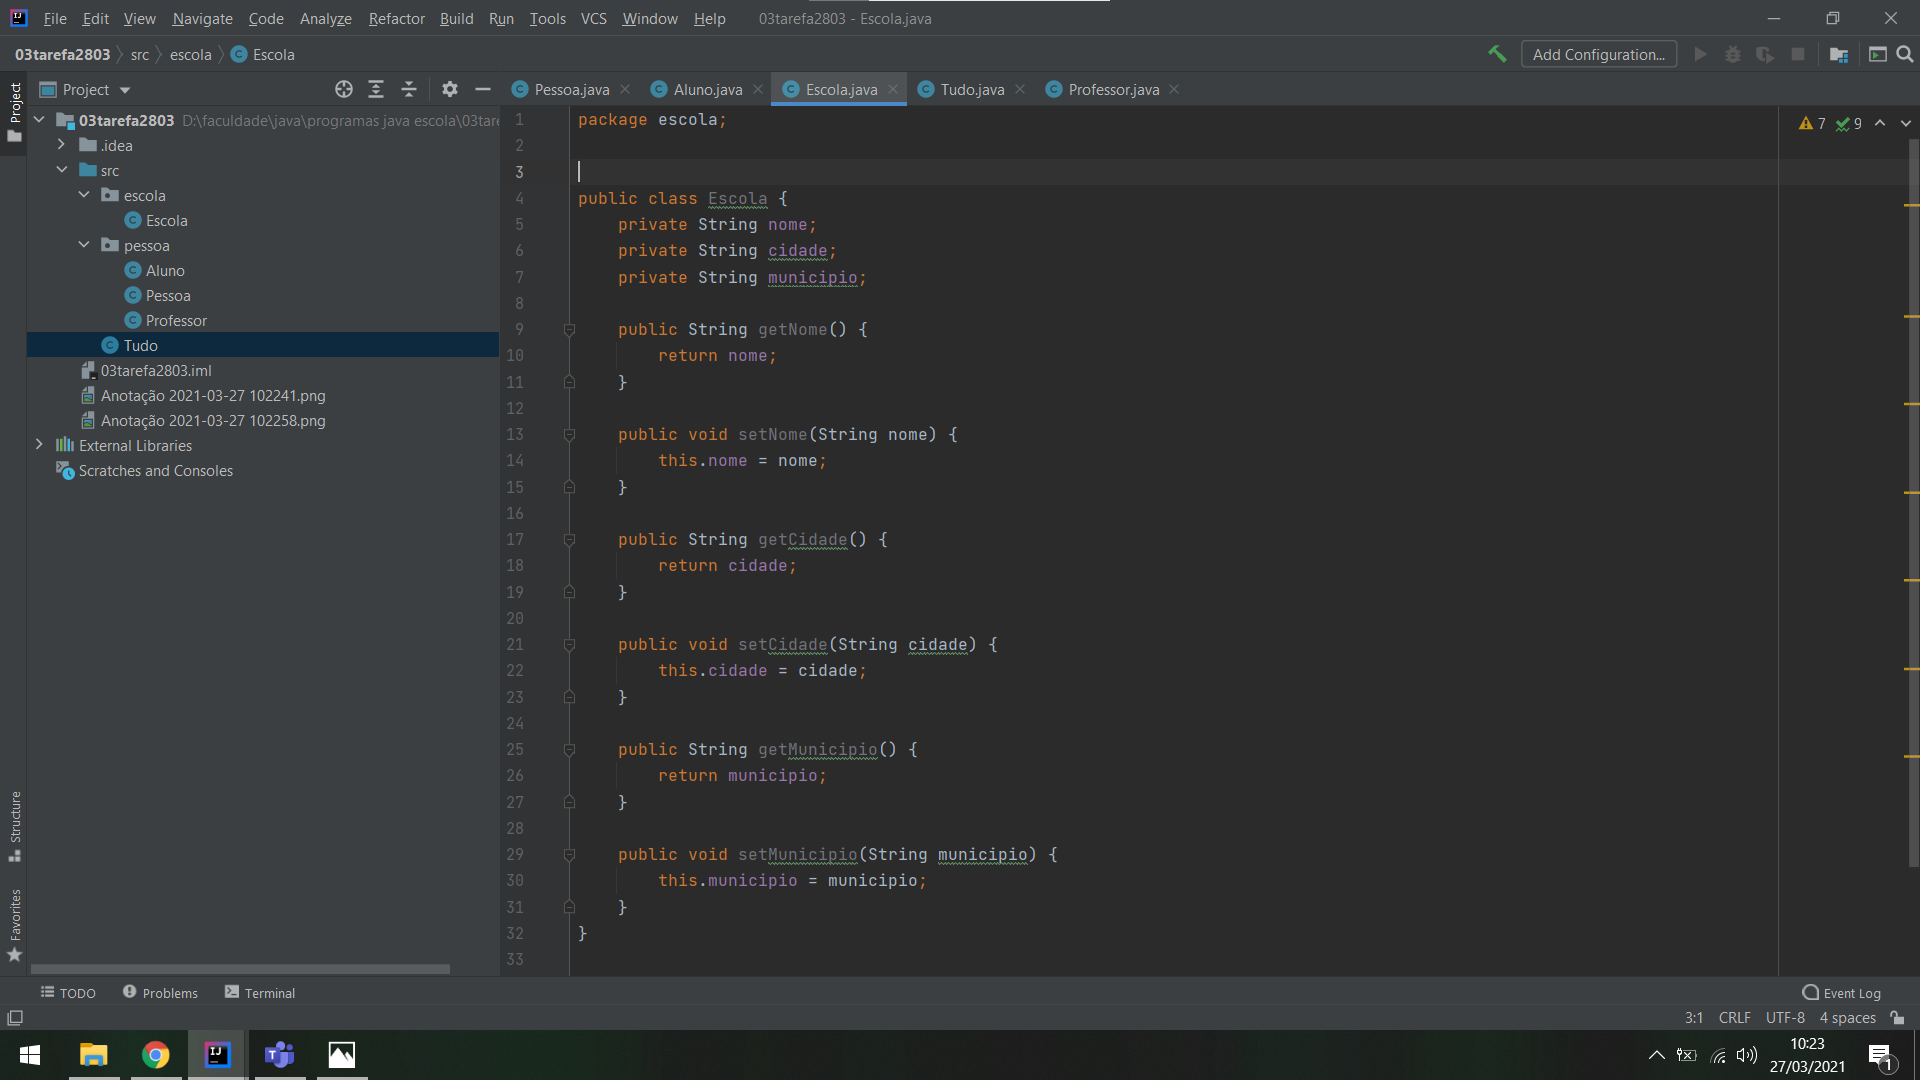 File Edit View Navigate Code Analyze Refactor Build Run Tools VCS Window Help 03tarefa2803 - Escola.java
03tarefa2803 src escola Escola Add Configuration...
Project Pessoa.java Aluno.java Escola.java Tudo.java Professor.java
Project
03tarefa2803 D:\faculdade\java\programas java escola\03tare
.idea
src
escola
Escola
pessoa
Aluno
Pessoa
Professor
Tudo
03tarefa2803.iml
Anotação 2021-03-27 102241.png
Anotação 2021-03-27 102258.png
External Libraries
Scratches and Consoles
Structure
Favorites
7 9
1 package escola;
2
3
4 public class Escola {
5 private String nome;
6 private String cidade;
7 private String municipio;
8
9 public String getNome() {
10 return nome;
11 }
12
13 public void setNome(String nome) {
14 this.nome = nome;
15 }
16
17 public String getCidade() {
18 return cidade;
19 }
20
21 public void setCidade(String cidade) {
22 this.cidade = cidade;
23 }
24
25 public String getMunicipio() {
26 return municipio;
27 }
28
29 public void setMunicipio(String municipio) {
30 this.municipio = municipio;
31 }
32 }
33
TODO Problems Terminal Event Log
3:1 CRLF UTF-8 4 spaces
10:23
27/03/2021
1